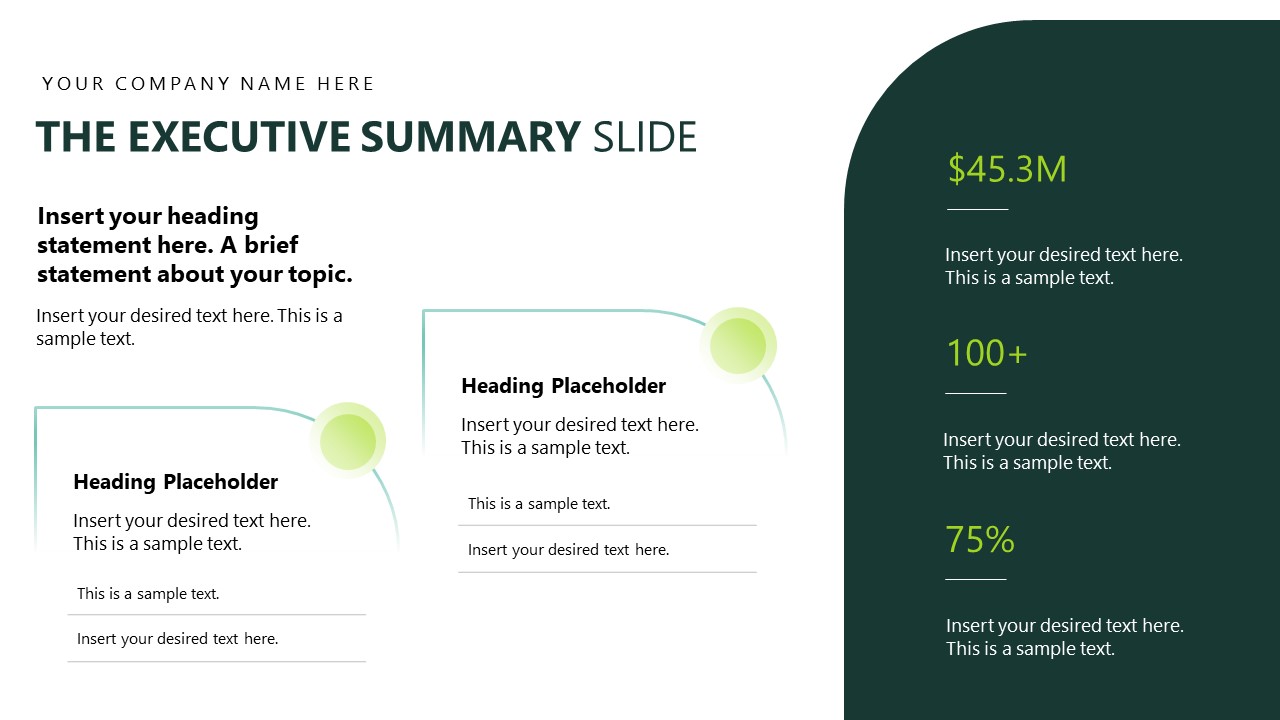 YOUR COMPANY NAME HERE
THE EXECUTIVE SUMMARY SLIDE
Insert your heading
statement here. A brief
statement about your topic.
Insert your desired text here. This is a
sample text.
Heading Placeholder
Insert your desired text here.
This is a sample text.
This is a sample text.
Insert your desired text here.
Heading Placeholder
Insert your desired text here.
This is a sample text.
This is a sample text.
Insert your desired text here.
$45.3M
Insert your desired text here.
This is a sample text.
100+
Insert your desired text here.
This is a sample text.
75%
Insert your desired text here.
This is a sample text.